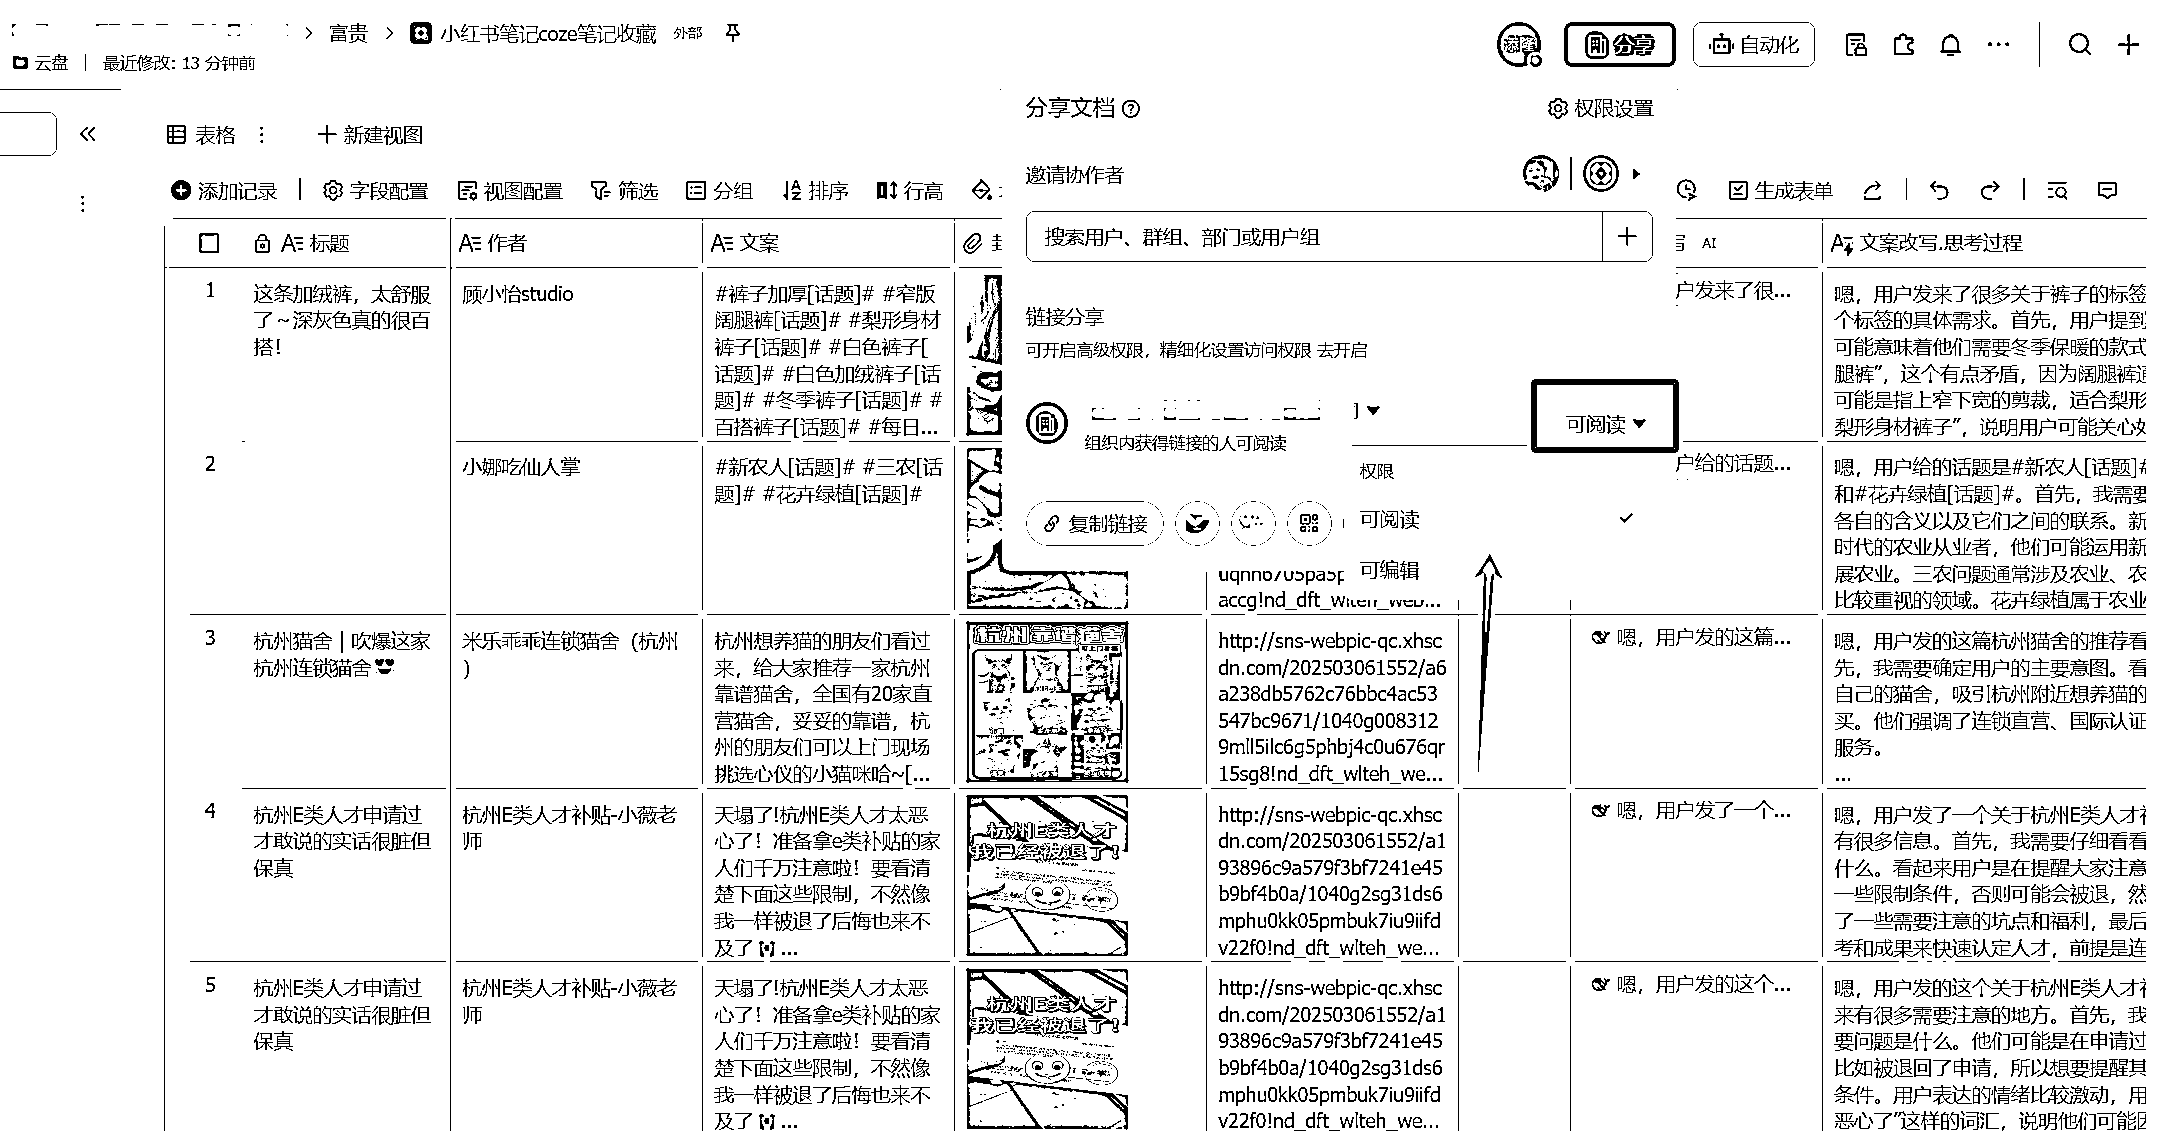 富贵
小红书笔记coze笔记收藏 外部
云盘 | 最近修改: 13 分钟前
分享
自动化
表格
新建视图
添加记录
字段配置
视图配置
筛选
分组
排序
行高
生成表单
分享文档
权限设置
邀请协作者
搜索用户、群组、部门或用户组
链接分享
可开启高级权限，精细化设置访问权限 去开启
组织内获得链接的人可阅读
可阅读
复制链接
权限
可阅读
可编辑
标题
作者
文案
AI
文案改写.思考过程
1
这条加绒裤，太舒服
了~深灰色真的很百
搭！
顾小怡studio
#裤子加厚[话题]# #窄版
阔腿裤[话题]# #梨形身材
裤子[话题]# #白色裤子[
话题]# #白色加绒裤子[话
题]# #冬季裤子[话题]# #
百搭裤子[话题]# #每日...
户发来了很...
嗯，用户发来了很多关于裤子的标签
个标签的具体需求。首先，用户提到
可能意味着他们需要冬季保暖的款式
腿裤”，这个有点矛盾，因为阔腿裤通
可能是指上窄下宽的剪裁，适合梨形
梨形身材裤子”，说明用户可能关心如
2
小娜吃仙人掌
#新农人[话题]# #三农[话
题]# #花卉绿植[话题]#
accg!nd_dft_wlteh_web...
户给的话题...
嗯，用户给的话题是#新农人[话题]#
和#花卉绿植[话题]#。首先，我需要
各自的含义以及它们之间的联系。新
时代的农业从业者，他们可能运用新
展农业。三农问题通常涉及农业、农
比较重视的领域。花卉绿植属于农业
3
杭州猫舍 | 吹爆这家
杭州连锁猫舍
米乐乖乖连锁猫舍（杭州
）
杭州想养猫的朋友们看过
来，给大家推荐一家杭州
靠谱猫舍，全国有20家直
营猫舍，妥妥的靠谱，杭
州的朋友们可以上门现场
挑选心仪的小猫咪哈~[...
杭州靠谱猫舍
http://sns-webpic-qc.xhsc
dn.com/202503061552/a6
a238db5762c76bbc4ac53
547bc9671/1040g008312
9mll5ilc6g5phbj4c0u676qr
15sg8!nd_dft_wlteh_we...
嗯，用户发的这篇...
嗯，用户发的这篇杭州猫舍的推荐看
先，我需要确定用户的主要意图。看
自己的猫舍，吸引杭州附近想养猫的
买。他们强调了连锁直营、国际认证
服务。
...
4
杭州E类人才申请过
才敢说的实话很脏但
保真
杭州E类人才补贴-小薇老
师
天塌了!杭州E类人才太恶
心了！准备拿e类补贴的家
人们千万注意啦！要看清
楚下面这些限制，不然像
我一样被退了后悔也来不
及了 ...
杭州E类人才
我已经被退了！
http://sns-webpic-qc.xhsc
dn.com/202503061552/a1
93896c9a579f3bf7241e45
b9bf4b0a/1040g2sg31ds6
mphu0kk05pmbuk7iu9iifd
v22f0!nd_dft_wlteh_we...
嗯，用户发了一个...
嗯，用户发了一个关于杭州E类人才补
有很多信息。首先，我需要仔细看看
什么。看起来用户是在提醒大家注意
一些限制条件，否则可能会被退，然
了一些需要注意的坑点和福利，最后
考和成果来快速认定人才，前提是连
5
杭州E类人才申请过
才敢说的实话很脏但
保真
杭州E类人才补贴-小薇老
师
天塌了!杭州E类人才太恶
心了！准备拿e类补贴的家
人们千万注意啦！要看清
楚下面这些限制，不然像
我一样被退了后悔也来不
及了 ...
杭州E类人才
我已经被退了！
http://sns-webpic-qc.xhsc
dn.com/202503061552/a1
93896c9a579f3bf7241e45
b9bf4b0a/1040g2sg31ds6
mphu0kk05pmbuk7iu9iifd
v22f0!nd_dft_wlteh_we...
嗯，用户发的这个...
嗯，用户发的这个关于杭州E类人才补
来有很多需要注意的地方。首先，我
要问题是什么。他们可能是在申请过
比如被退回了申请，所以想要提醒其
条件。用户表达的情绪比较激动，用
恶心了”这样的词汇，说明他们可能因